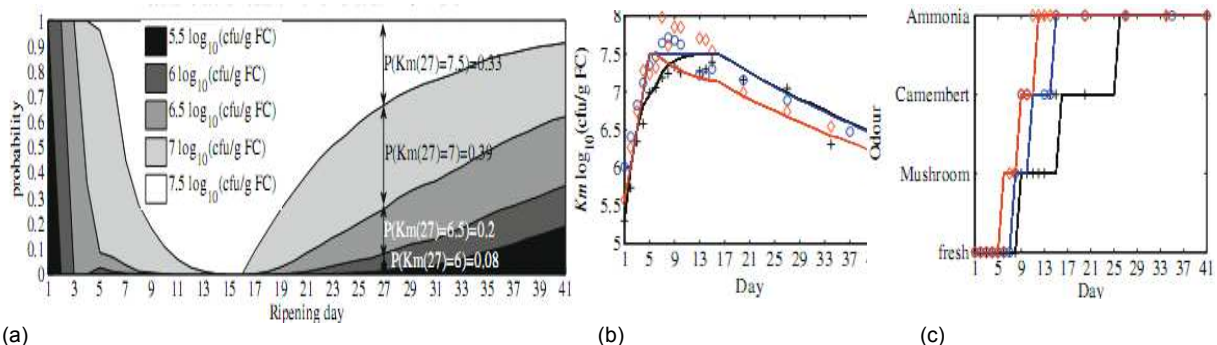 5.5 log10(cfu/g FC)
6 log10(cfu/g FC)
6.5 log10(cfu/g FC)
7 log10(cfu/g FC)
7.5 log10(cfu/g FC)
P(Km(27)=7.5)=0.33
P(Km(27)=7)=0.39
P(Km(27)=6.5)=0.2
P(Km(27)=6)=0.08
probability
1
0.9
0.8
0.7
0.6
0.5
0.4
0.3
0.2
0.1
0
1 3 5 7 9 11 13 15 17 19 21 23 25 27 29 31 33 35 37 39 41
Ripening day
(a)
Km log10(cfu/g FC)
8
7.5
7
6.5
6
5.5
5
1 5 9 13 17 21 25 29 33 37
Day
(b)
Odour
Ammonia
Camembert
Mushroom
fresh
1 5 9 13 17 21 25 29 33 37 41
Day
(c)